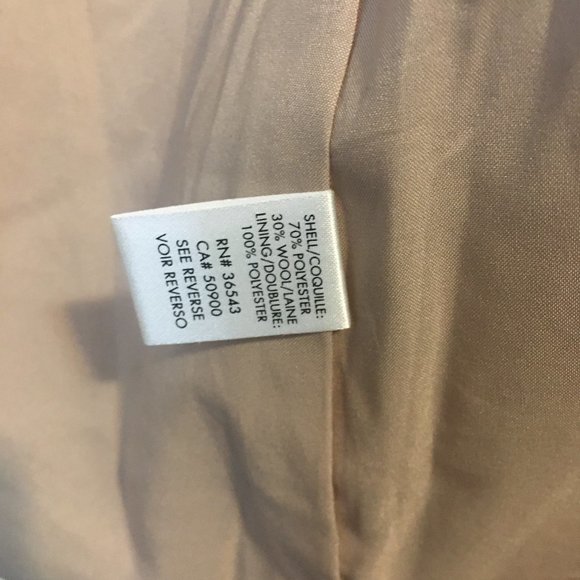 SHELL/COQUILLE:
70% POLYESTER
30% WOOL/LAINE
LINING/DOUBLURE:
100% POLYESTER
RN# 36543
CA# 50900
SEE REVERSE
VOIR REVERSO